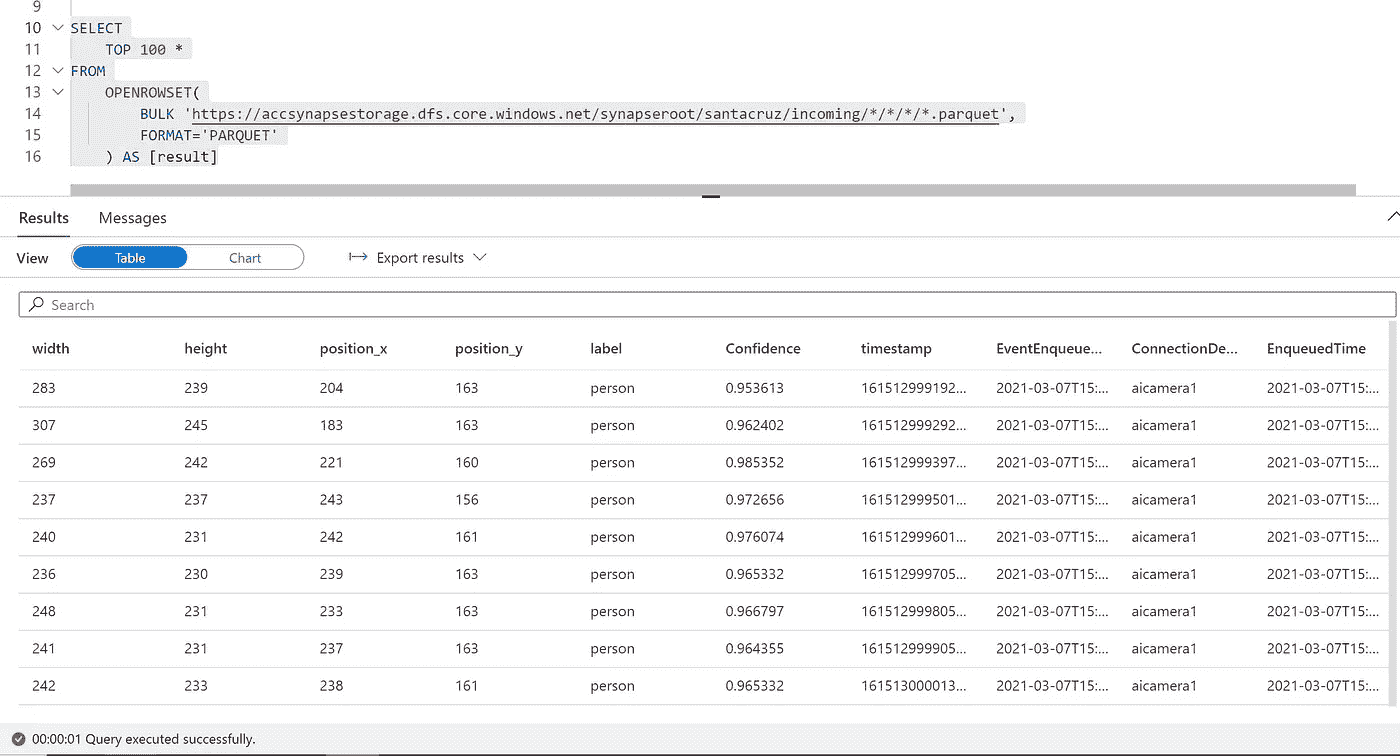 9
10 SELECT
11 TOP 100 *
12 FROM
13 OPENROWSET(
14 BULK 'https://accsynapsestorage.dfs.core.windows.net/synapseroot/santacruz/incoming/*/*/*/*.parquet',
15 FORMAT='PARQUET'
16 ) AS [result]
Results Messages
View Table Chart Export results
Search
width height position_x position_y label Confidence timestamp EventEnqueue... ConnectionDe... EnqueuedTime
283 239 204 163 person 0.953613 161512999192... 2021-03-07T15:... aicamera1 2021-03-07T15:...
307 245 183 163 person 0.962402 161512999292... 2021-03-07T15:... aicamera1 2021-03-07T15:...
269 242 221 160 person 0.985352 161512999397... 2021-03-07T15:... aicamera1 2021-03-07T15:...
237 237 243 156 person 0.972656 161512999501... 2021-03-07T15:... aicamera1 2021-03-07T15:...
240 231 242 161 person 0.976074 161512999601... 2021-03-07T15:... aicamera1 2021-03-07T15:...
236 230 239 163 person 0.965332 161512999705... 2021-03-07T15:... aicamera1 2021-03-07T15:...
248 231 233 163 person 0.966797 161512999805... 2021-03-07T15:... aicamera1 2021-03-07T15:...
241 231 237 163 person 0.964355 161512999905... 2021-03-07T15:... aicamera1 2021-03-07T15:...
242 233 238 161 person 0.965332 161513000013... 2021-03-07T15:... aicamera1 2021-03-07T15:...
00:00:01 Query executed successfully.